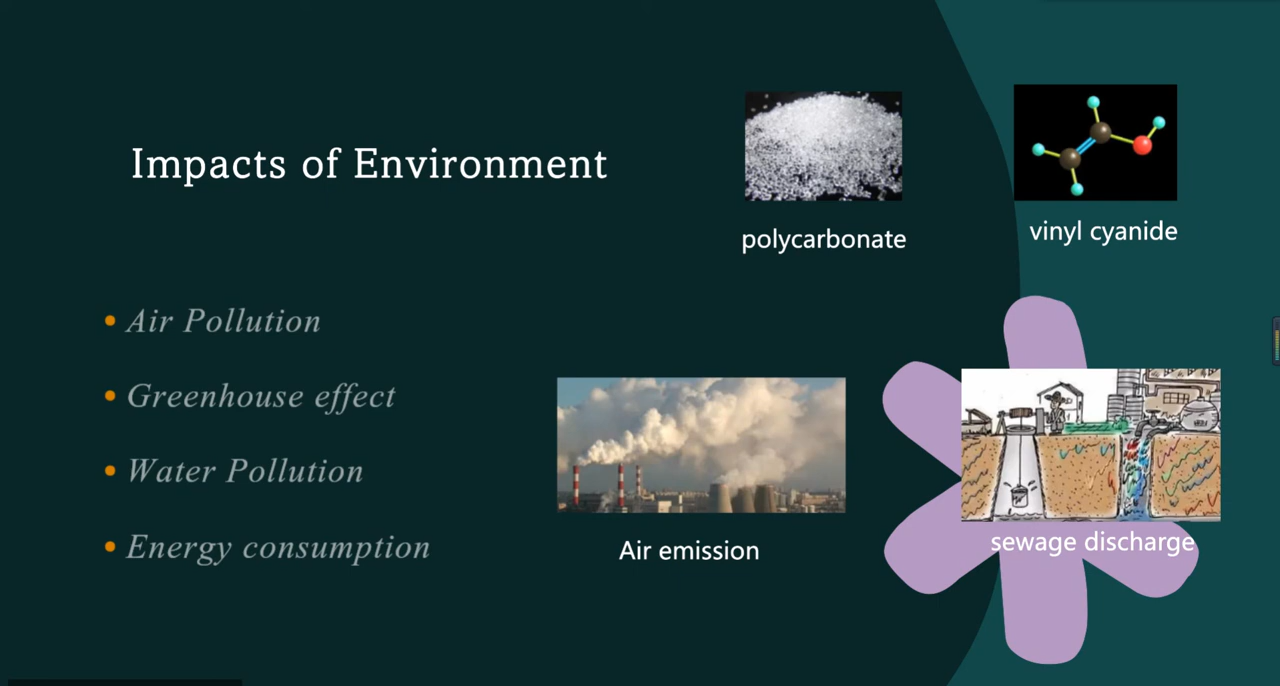 Impacts of Environment
polycarbonate
vinyl cyanide
Air Pollution
Greenhouse effect
Water Pollution
Energy consumption
Air emission
sewage discharge